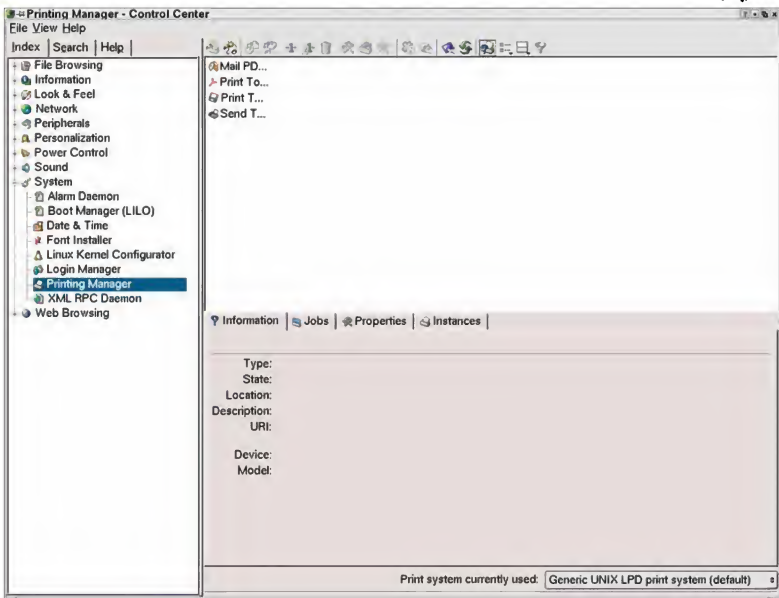 Printing Manager - Control Center
File View Help
Index Search Help
File Browsing
Information
Look & Feel
Network
Peripherals
Personalization
Power Control
Sound
System
Alarm Daemon
Boot Manager (LILO)
Date & Time
Font Installer
Linux Kernel Configurator
Login Manager
Printing Manager
XML RPC Daemon
Web Browsing
Mail PD...
Print To...
Print T...
Send T...
Information Jobs Properties Instances
Type:
State:
Location:
Description:
URI:
Device:
Model:
Print system currently used: Generic UNIX LPD print system (default)